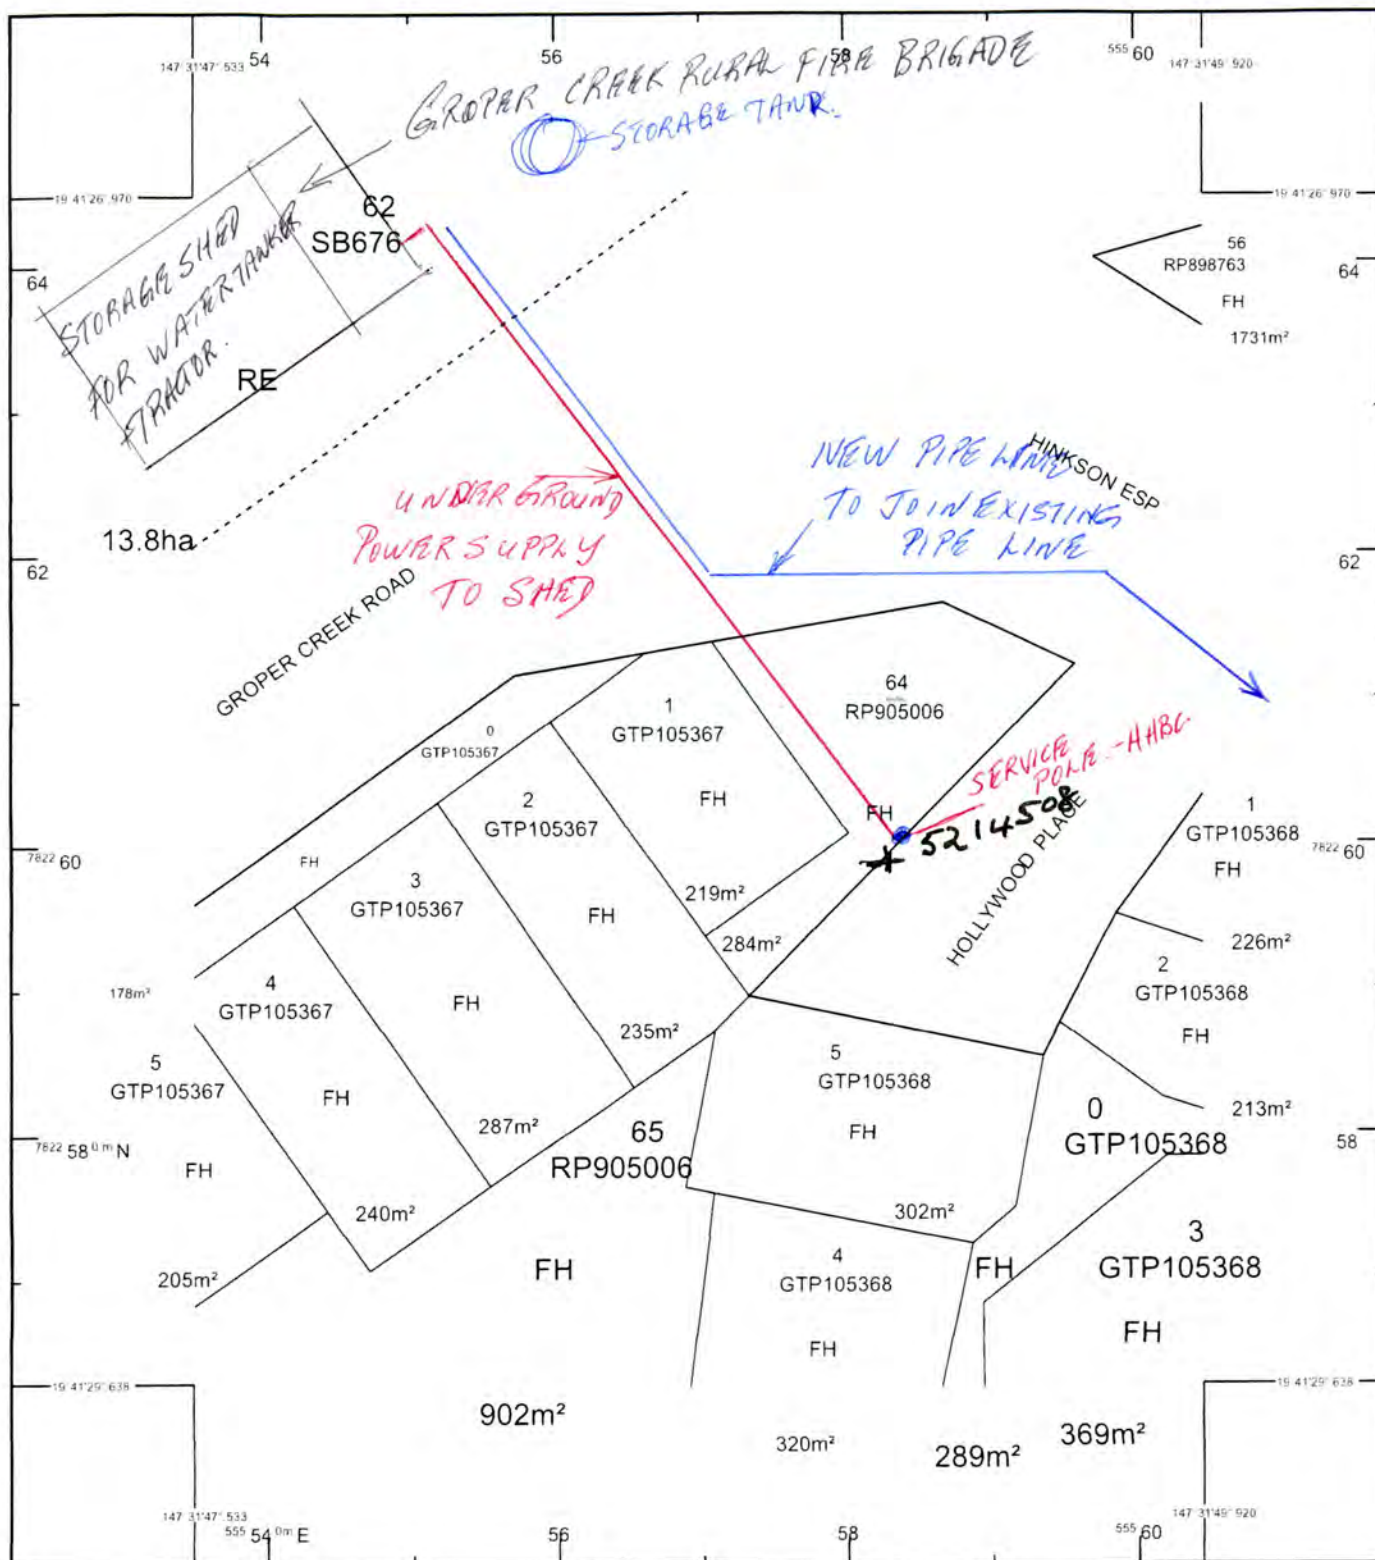 54
56
58
555 60
147 31'47".533
147 31'49".920
GROPER CREEK RURAL FIRE BRIGADE
STORAGE TANK.
19 41'26".970
19 41'26".970
62
SB676
STORAGE SHED
FOR WATER TANKER
+TRACTOR.
RE
64
64
56
RP898763
FH
1731m²
HINKSON ESP
NEW PIPE LINE
TO JOIN EXISTING
PIPE LINE
UNDERGROUND
POWER SUPPLY
TO SHED
13.8ha
62
62
GROPER CREEK ROAD
64
RP905006
FH
SERVICE
POLE - AHBC
5214508
HOLLYWOOD PLACE
0
GTP105367
FH
178m²
1
GTP105367
FH
219m²
284m²
2
GTP105367
FH
235m²
3
GTP105367
FH
287m²
4
GTP105367
FH
240m²
5
GTP105367
FH
205m²
7822 60
7822 60
1
GTP105368
FH
226m²
2
GTP105368
FH
213m²
5
GTP105368
FH
302m²
0
GTP105368
FH
289m²
7822 58 0m N
58
65
RP905006
FH
902m²
4
GTP105368
FH
320m²
3
GTP105368
FH
369m²
19 41'29".638
19 41'29".638
147 31'47".533
147 31'49".920
555 54 0m E
56
58
555 60